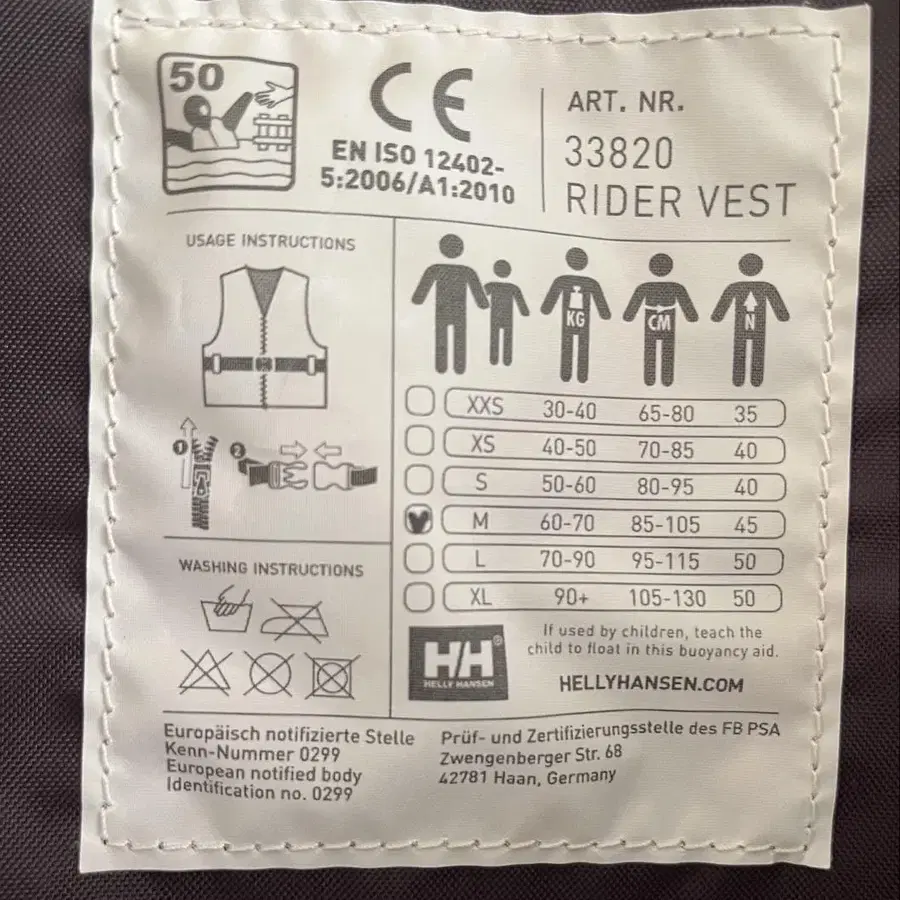 50
CE
EN ISO 12402-
5:2006/A1:2010
ART. NR.
33820
RIDER VEST
USAGE INSTRUCTIONS
1
2
WASHING INSTRUCTIONS
KG CM N
XXS 30-40 65-80 35
XS 40-50 70-85 40
S 50-60 80-95 40
M 60-70 85-105 45
L 70-90 95-115 50
XL 90+ 105-130 50
If used by children, teach the
child to float in this buoyancy aid.
HH®
HELLY HANSEN
HELLYHANSEN.COM
Europäisch notifizierte Stelle
Kenn-Nummer 0299
European notified body
Identification no. 0299
Prüf- und Zertifizierungsstelle des FB PSA
Zwengenberger Str. 68
42781 Haan, Germany